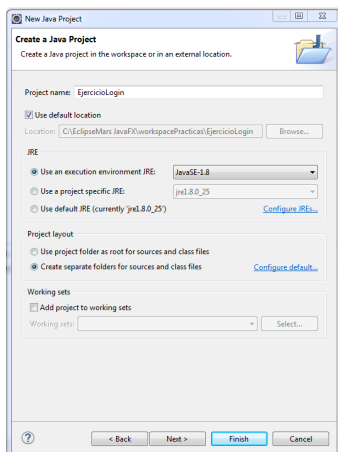 New Java Project
Create a Java Project
Create a Java project in the workspace or in an external location.
Project name: EjercicioLogin
Use default location
Location: C:\EclipseMars JavaFX\workspacePracticas\EjercicioLogin Browse...
JRE
Use an execution environment JRE: JavaSE-1.8
Use a project specific JRE: jre1.8.0_25
Use default JRE (currently 'jre1.8.0_25') Configure JREs...
Project layout
Use project folder as root for sources and class files
Create separate folders for sources and class files Configure default...
Working sets
Add project to working sets
Working sets: Select...
? < Back Next > Finish Cancel